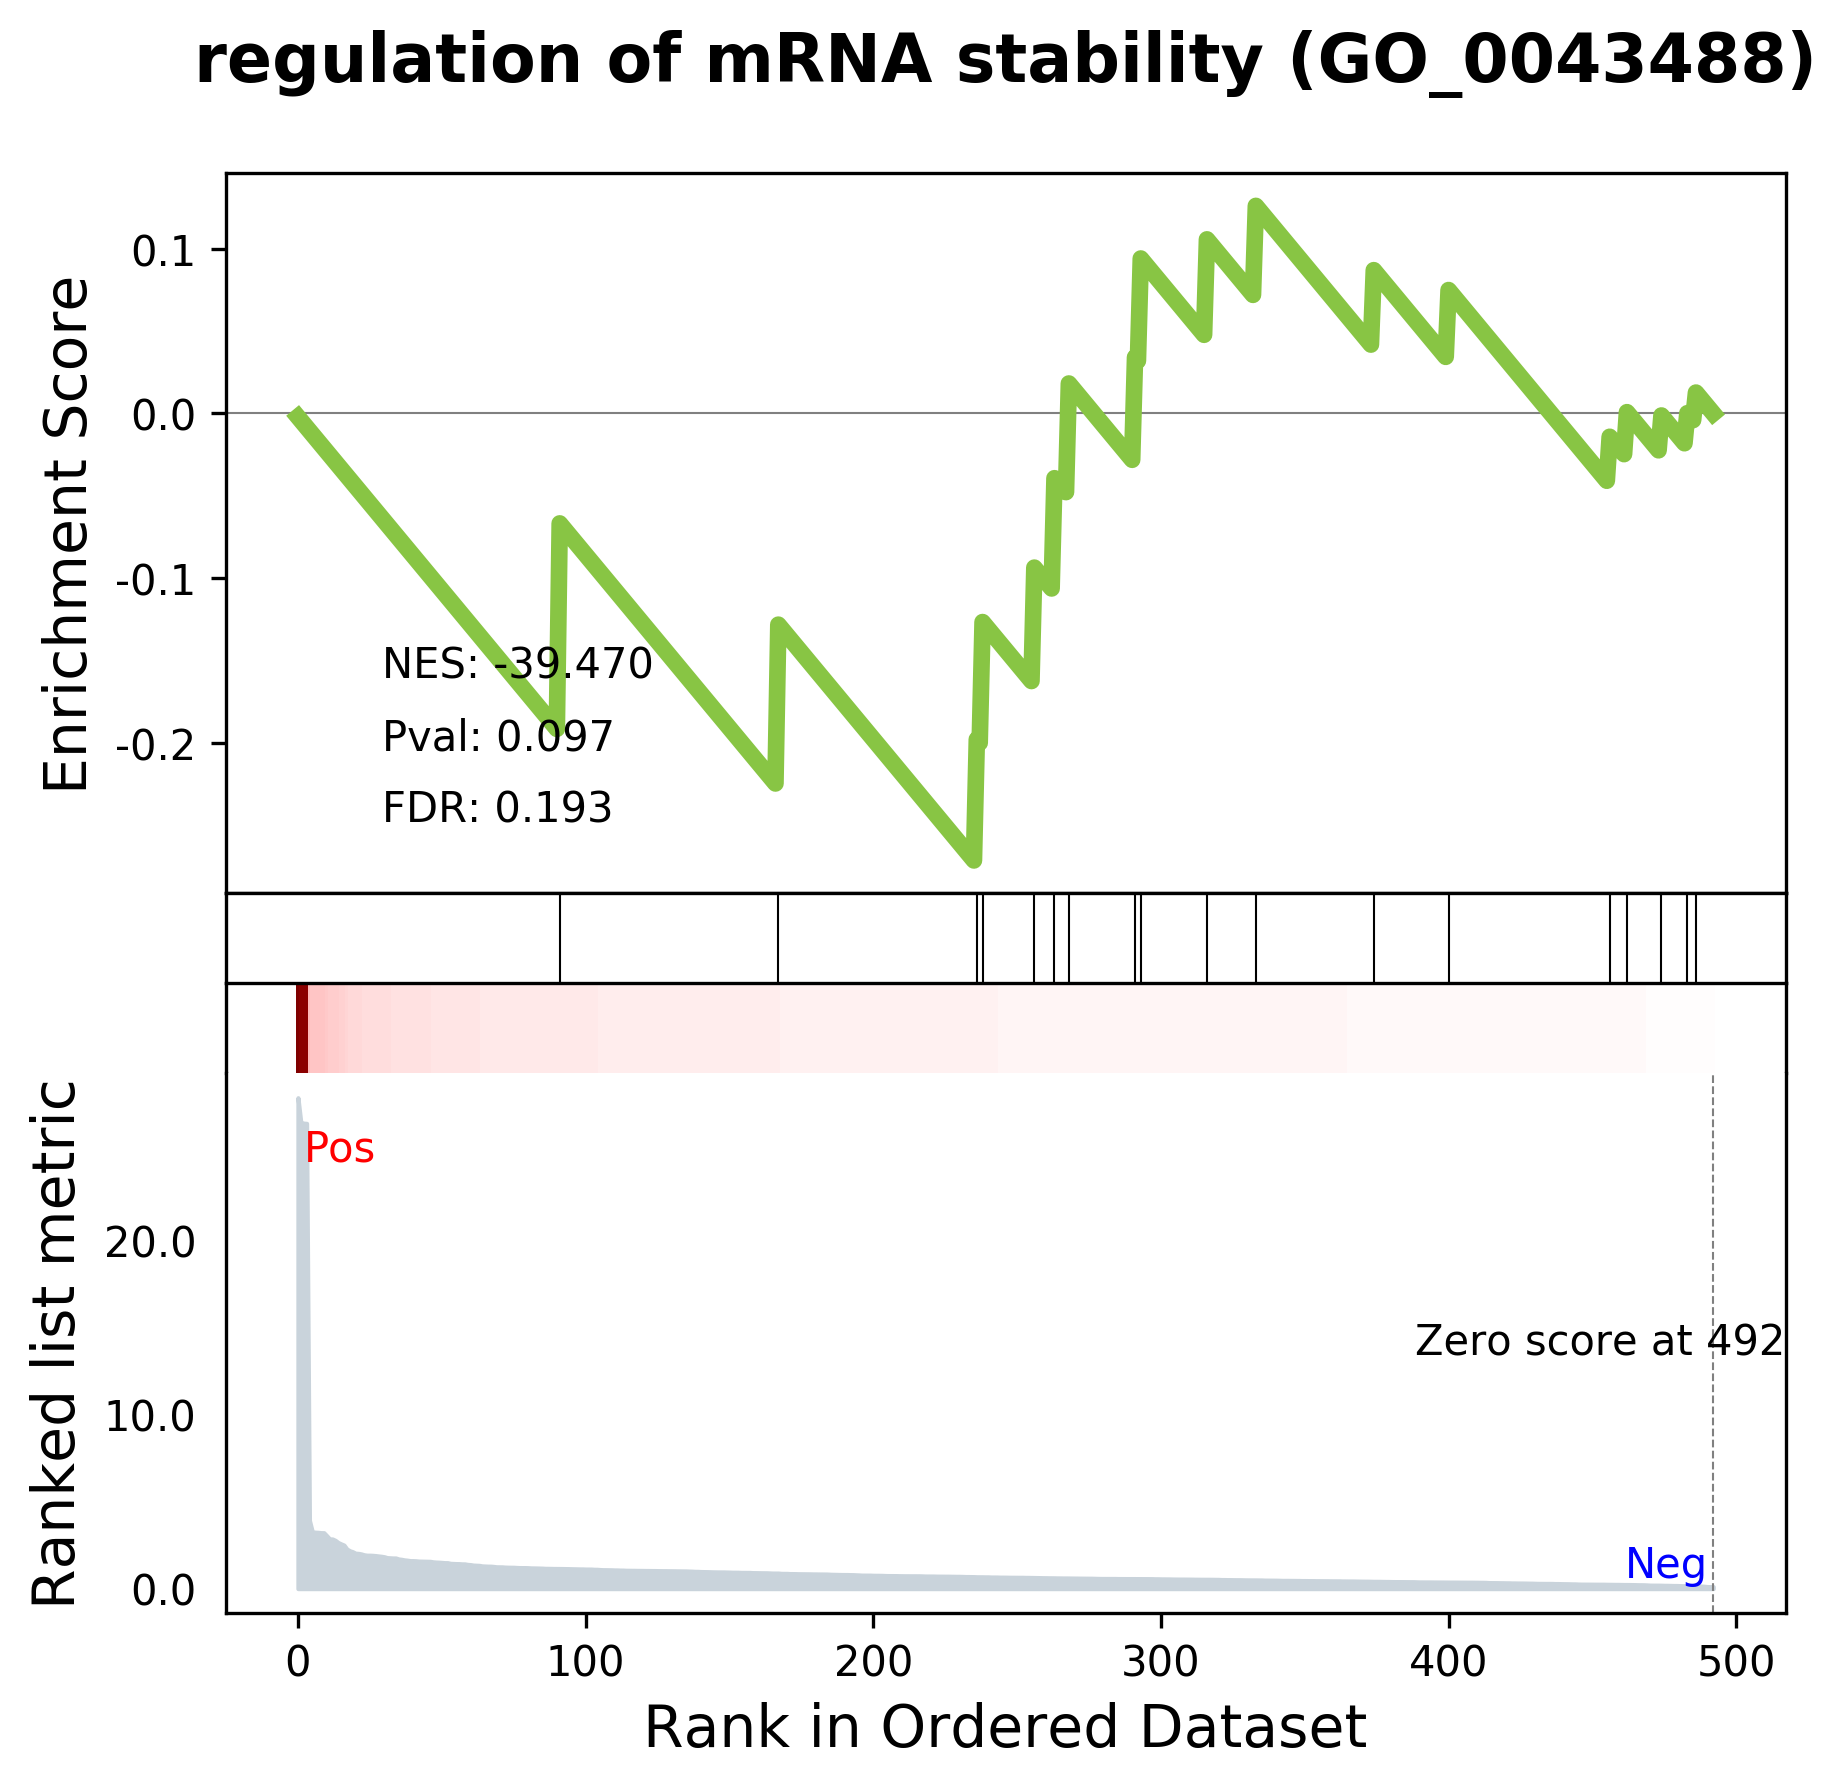 regulation of mRNA stability (GO_0043488)
Enrichment Score
0.1
0.0
-0.1
-0.2
NES: -39.470
Pval: 0.097
FDR: 0.193
Ranked list metric
Pos
20.0
10.0
0.0
Zero score at 492
Neg
0 100 200 300 400 500
Rank in Ordered Dataset